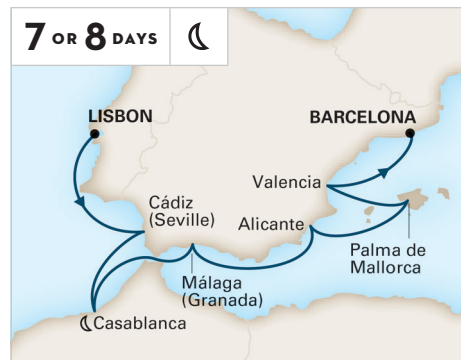 7 OR 8 DAYS
LISBON
BARCELONA
Valencia
Cádiz
(Seville)
Alicante
Palma de
Mallorca
Málaga
(Granada)
Casablanca